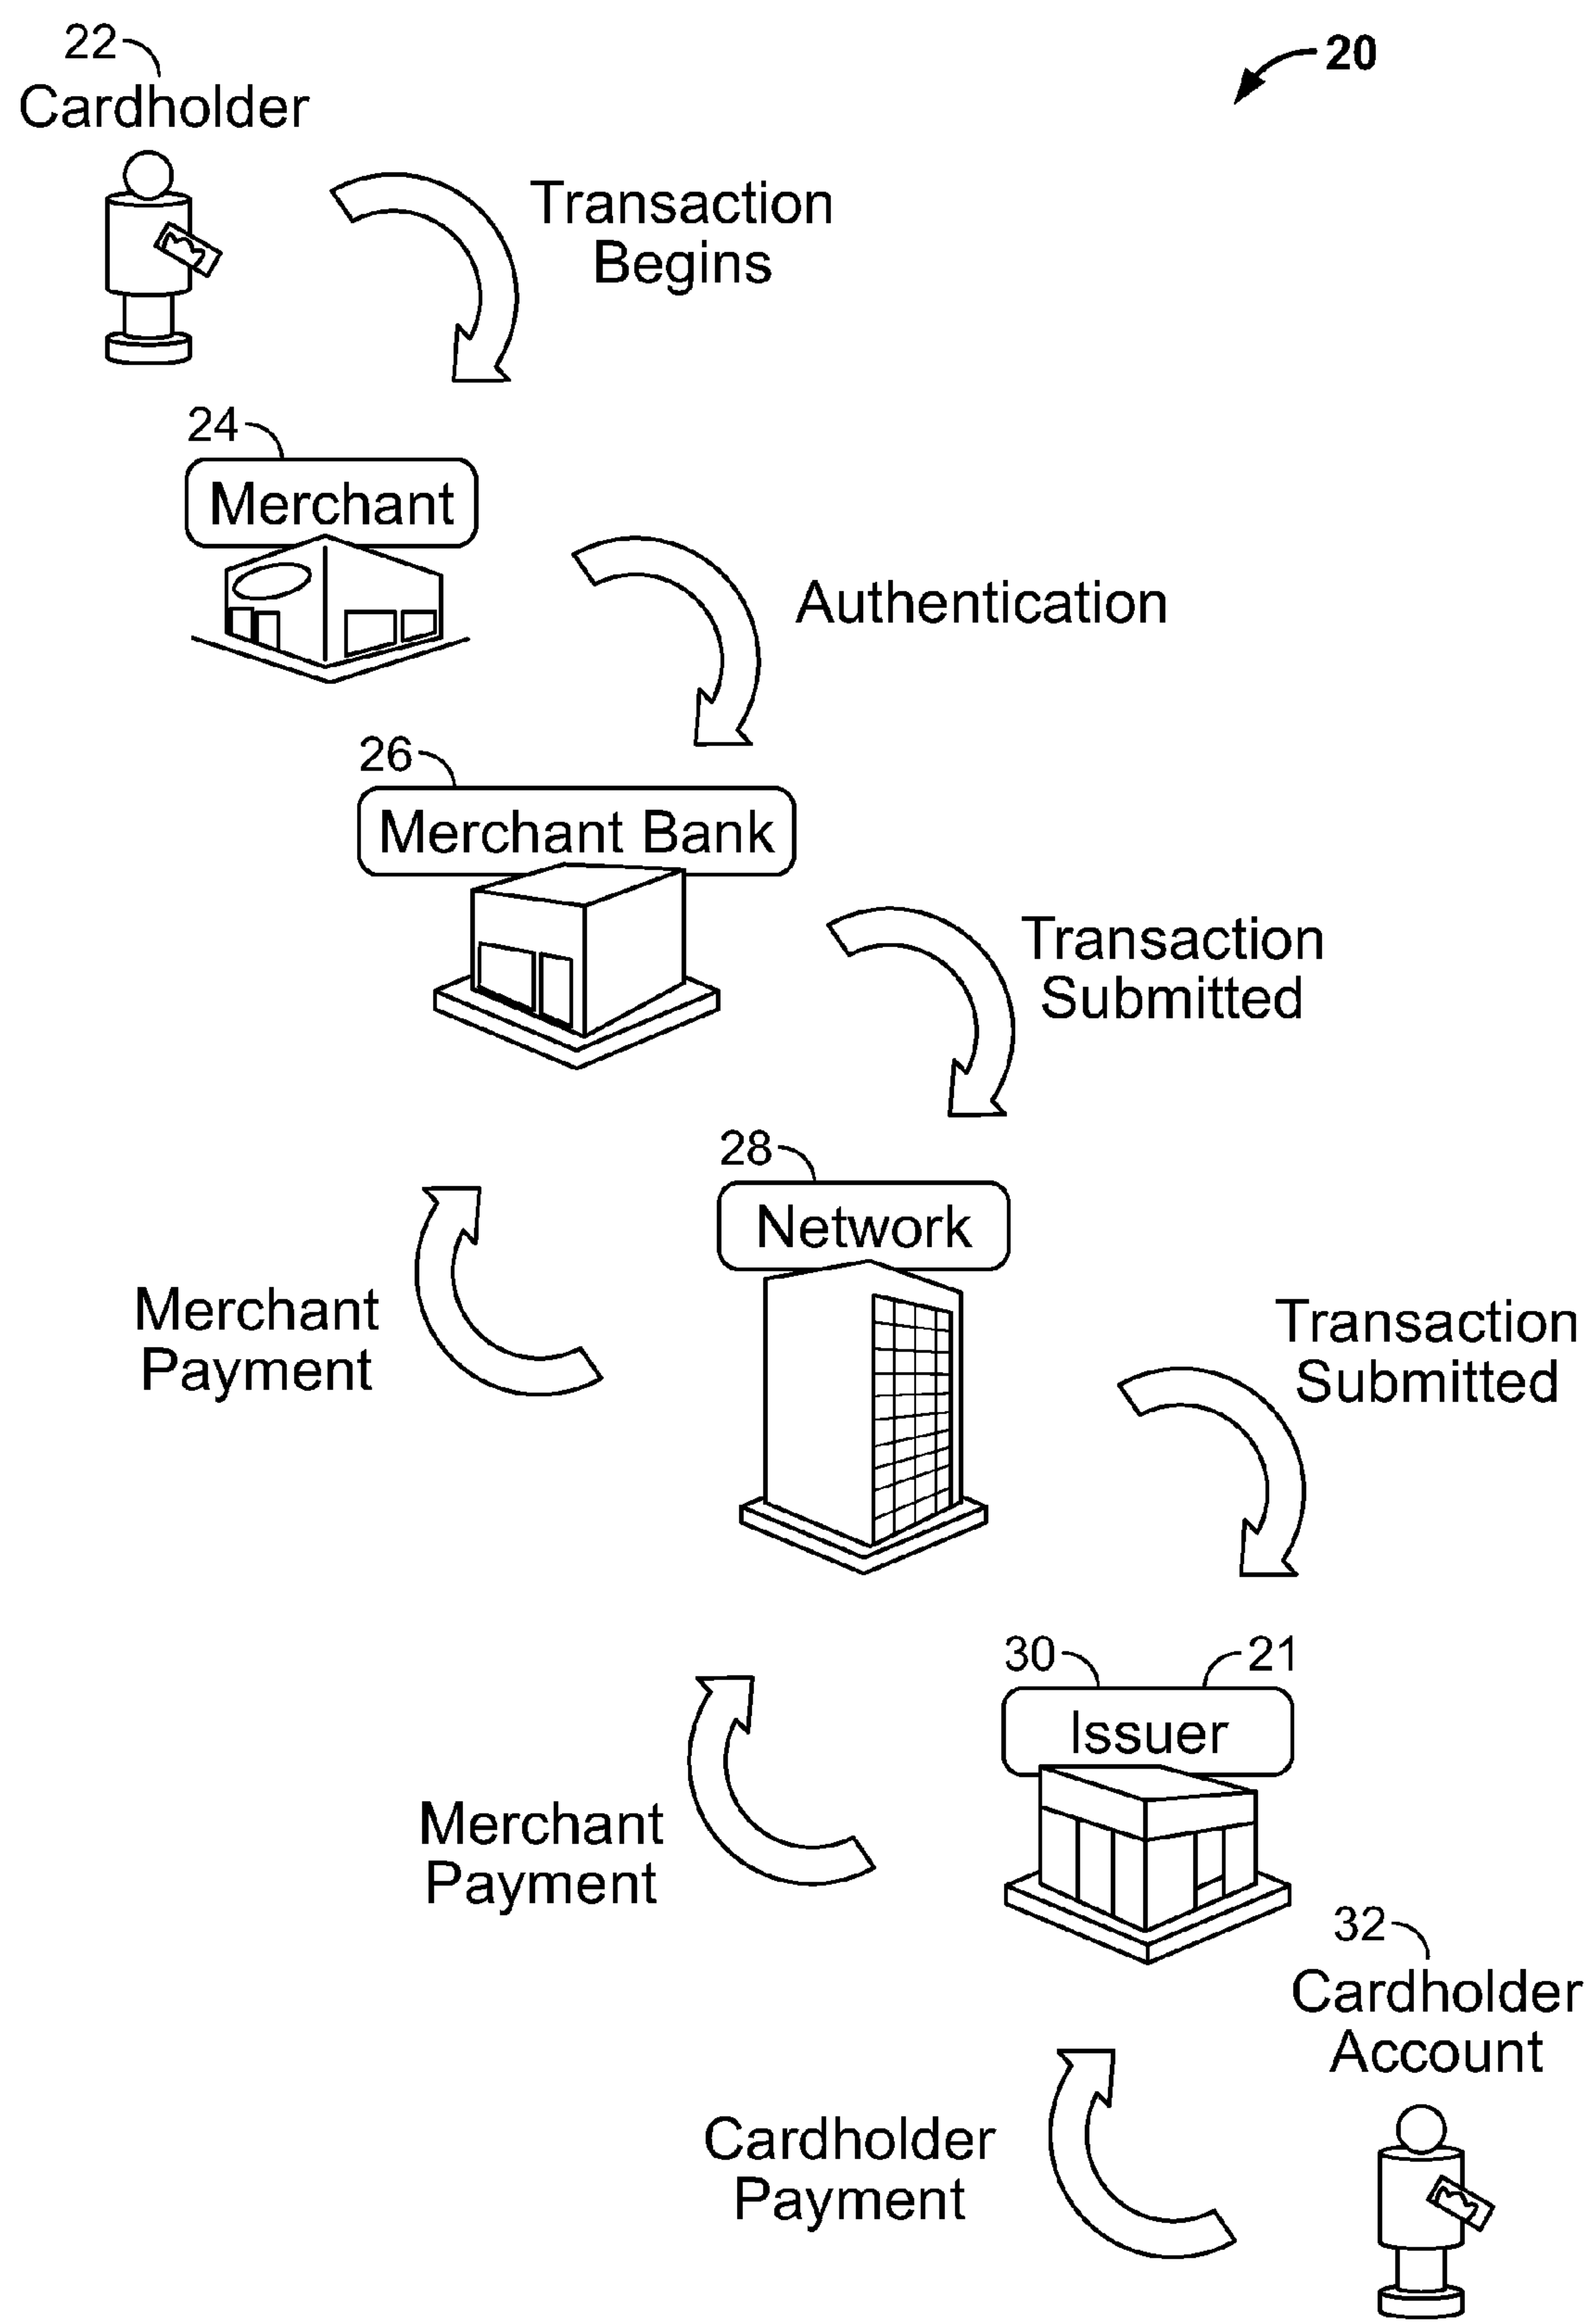 22
Cardholder
20
Transaction
Begins
24
Merchant
Authentication
26
Merchant Bank
Transaction
Submitted
28
Network
Merchant
Payment
Transaction
Submitted
30
21
Issuer
Merchant
Payment
32
Cardholder
Account
Cardholder
Payment